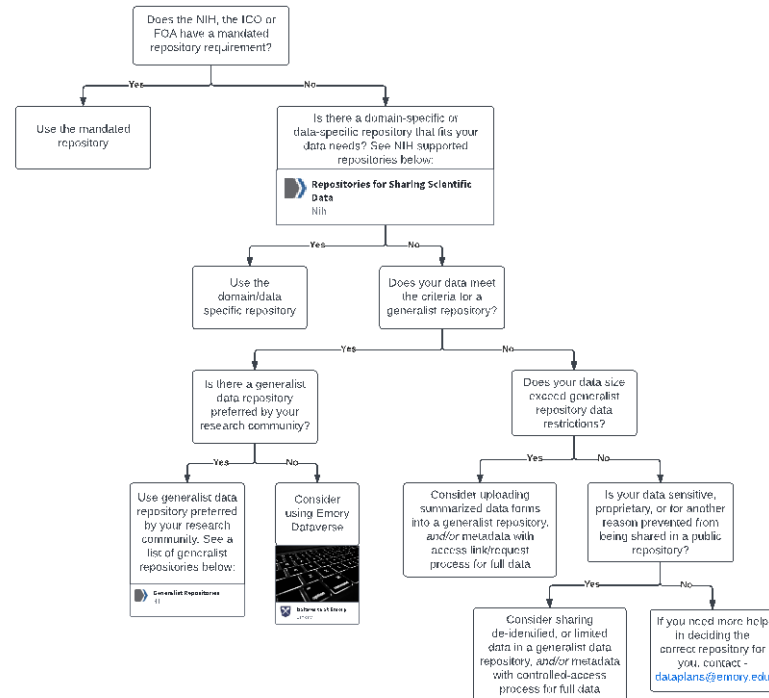 Does the NIH, the ICO or
FOA have a mandated
repository requirement?
Yes
No
Use the mandated
repository
Is there a domain-specific or
data-specific repository that fits your
data needs? See NIH supported
repositories below:
Repositories for Sharing Scientific
Data
Nih
Yes
No
Use the
domain/data
specific repository
Does your data meet
the criteria for a
generalist repository?
Yes
No
Is there a generalist
data repository
preferred by your
research community?
Does your data size
exceed generalist
repository data
restrictions?
Yes
No
Yes
No
Use generalist data
repository preferred
by your research
community. See a
list of generalist
repositories below:
Generalist Repositories
Consider
using Emory
Dataverse
Consider uploading
summarized data forms
into a generalist repository,
and/or metadata with
access link/request
process for full data
Is your data sensitive,
proprietary, or for another
reason prevented from
being shared in a public
repository?
Yes
No
Consider sharing
de-identified, or limited
data in a generalist data
repository, and/or metadata
with controlled-access
process for full data
If you need more help
in deciding the
correct repository for
you, contact -
dataplans@emory.edu